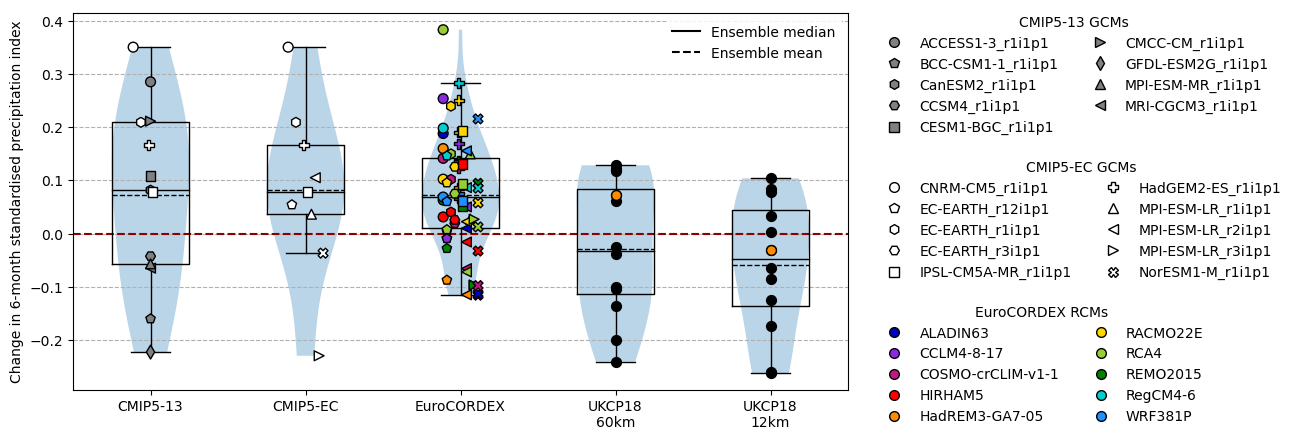 Change in 6-month standardised precipitation index
0.4
0.3
0.2
0.1
0.0
−0.1
−0.2
Ensemble median
Ensemble mean
CMIP5-13
CMIP5-EC
EuroCORDEX
UKCP18
60km
UKCP18
12km
CMIP5-13 GCMs
ACCESS1-3_r1i1p1
BCC-CSM1-1_r1i1p1
CanESM2_r1i1p1
CCSM4_r1i1p1
CESM1-BGC_r1i1p1
CMCC-CM_r1i1p1
GFDL-ESM2G_r1i1p1
MPI-ESM-MR_r1i1p1
MRI-CGCM3_r1i1p1
CMIP5-EC GCMs
CNRM-CM5_r1i1p1
EC-EARTH_r12i1p1
EC-EARTH_r1i1p1
EC-EARTH_r3i1p1
IPSL-CM5A-MR_r1i1p1
HadGEM2-ES_r1i1p1
MPI-ESM-LR_r1i1p1
MPI-ESM-LR_r2i1p1
MPI-ESM-LR_r3i1p1
NorESM1-M_r1i1p1
EuroCORDEX RCMs
ALADIN63
CCLM4-8-17
COSMO-crCLIM-v1-1
HIRHAM5
HadREM3-GA7-05
RACMO22E
RCA4
REMO2015
RegCM4-6
WRF381P